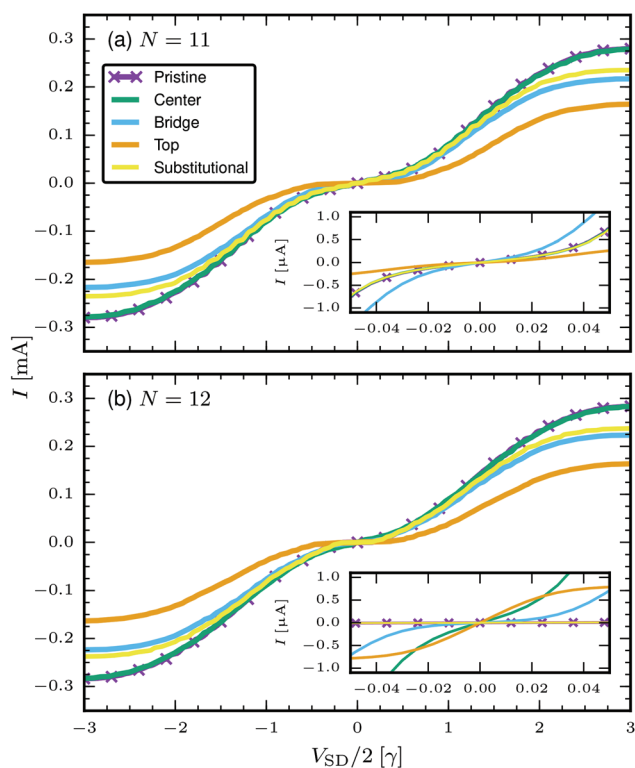 (a) N = 11
Pristine
Center
Bridge
Top
Substitutional
0.3
0.2
0.1
0.0
−0.1
−0.2
−0.3
I [μA]
1.0
0.5
0.0
−0.5
−1.0
−0.04 −0.02 0.00 0.02 0.04
I [mA]
(b) N = 12
0.3
0.2
0.1
0.0
−0.1
−0.2
−0.3
I [μA]
1.0
0.5
0.0
−0.5
−1.0
−0.04 −0.02 0.00 0.02 0.04
−3 −2 −1 0 1 2 3
V_SD/2 [γ]